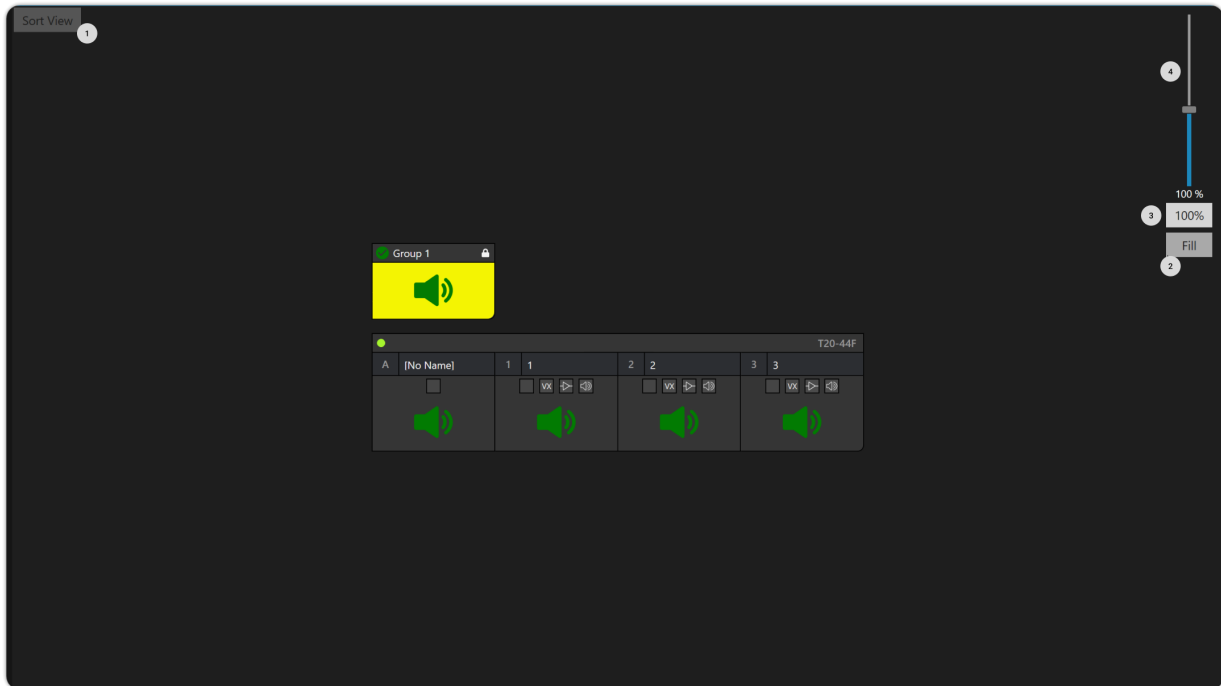 Sort View
1
4
100 %
3 100%
Fill
2
Group 1
T20-44F
A [No Name] 1 1 2 2 3 3
VX VX VX